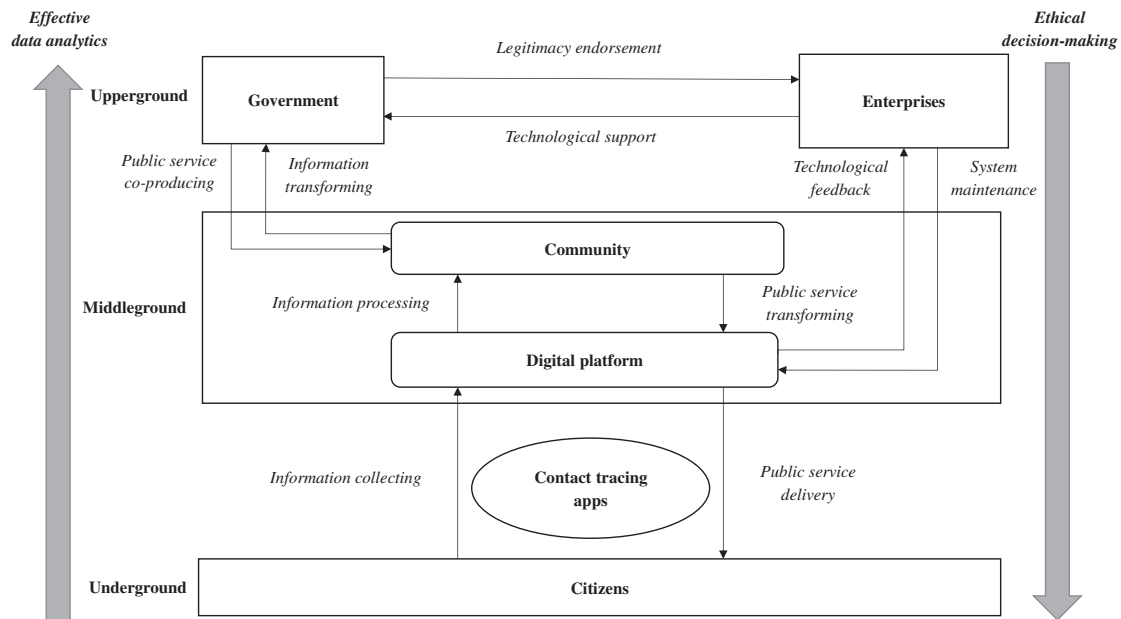 Effective
data analytics
Ethical
decision-making
Legitimacy endorsement
Upperground
Government
Enterprises
Technological support
Public service
co-producing
Information
transforming
Technological
feedback
System
maintenance
Community
Middleground
Information processing
Public service
transforming
Digital platform
Information collecting
Contact tracing
apps
Public service
delivery
Underground
Citizens